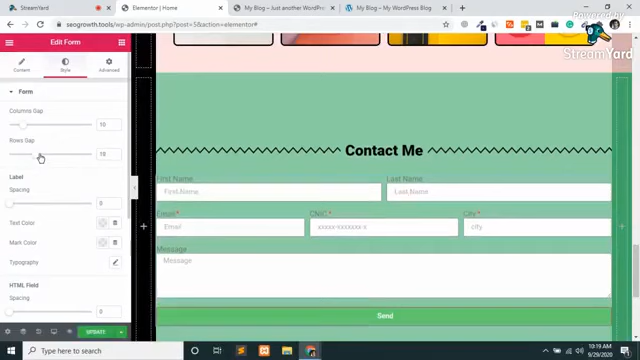 StreamYard
Elementor | Home
My Blog – Just another WordPr
My Blog – My WordPress Blog
seogrowth.tools/wp-admin/post.php?post=5&action=elementor#
Powered by
StreamYard
Edit Form
Content
Style
Advanced
Form
Columns Gap
10
Rows Gap
18
Label
Spacing
0
Text Color
Mark Color
Typography
HTML Field
Spacing
0
UPDATE
Contact Me
First Name
Last Name
First Name
Last Name
Email*
CNIC*
City*
Email
xxxxx-xxxxxxx-x
city
Message
Message
Send
Type here to search
10:19 AM
9/29/2020